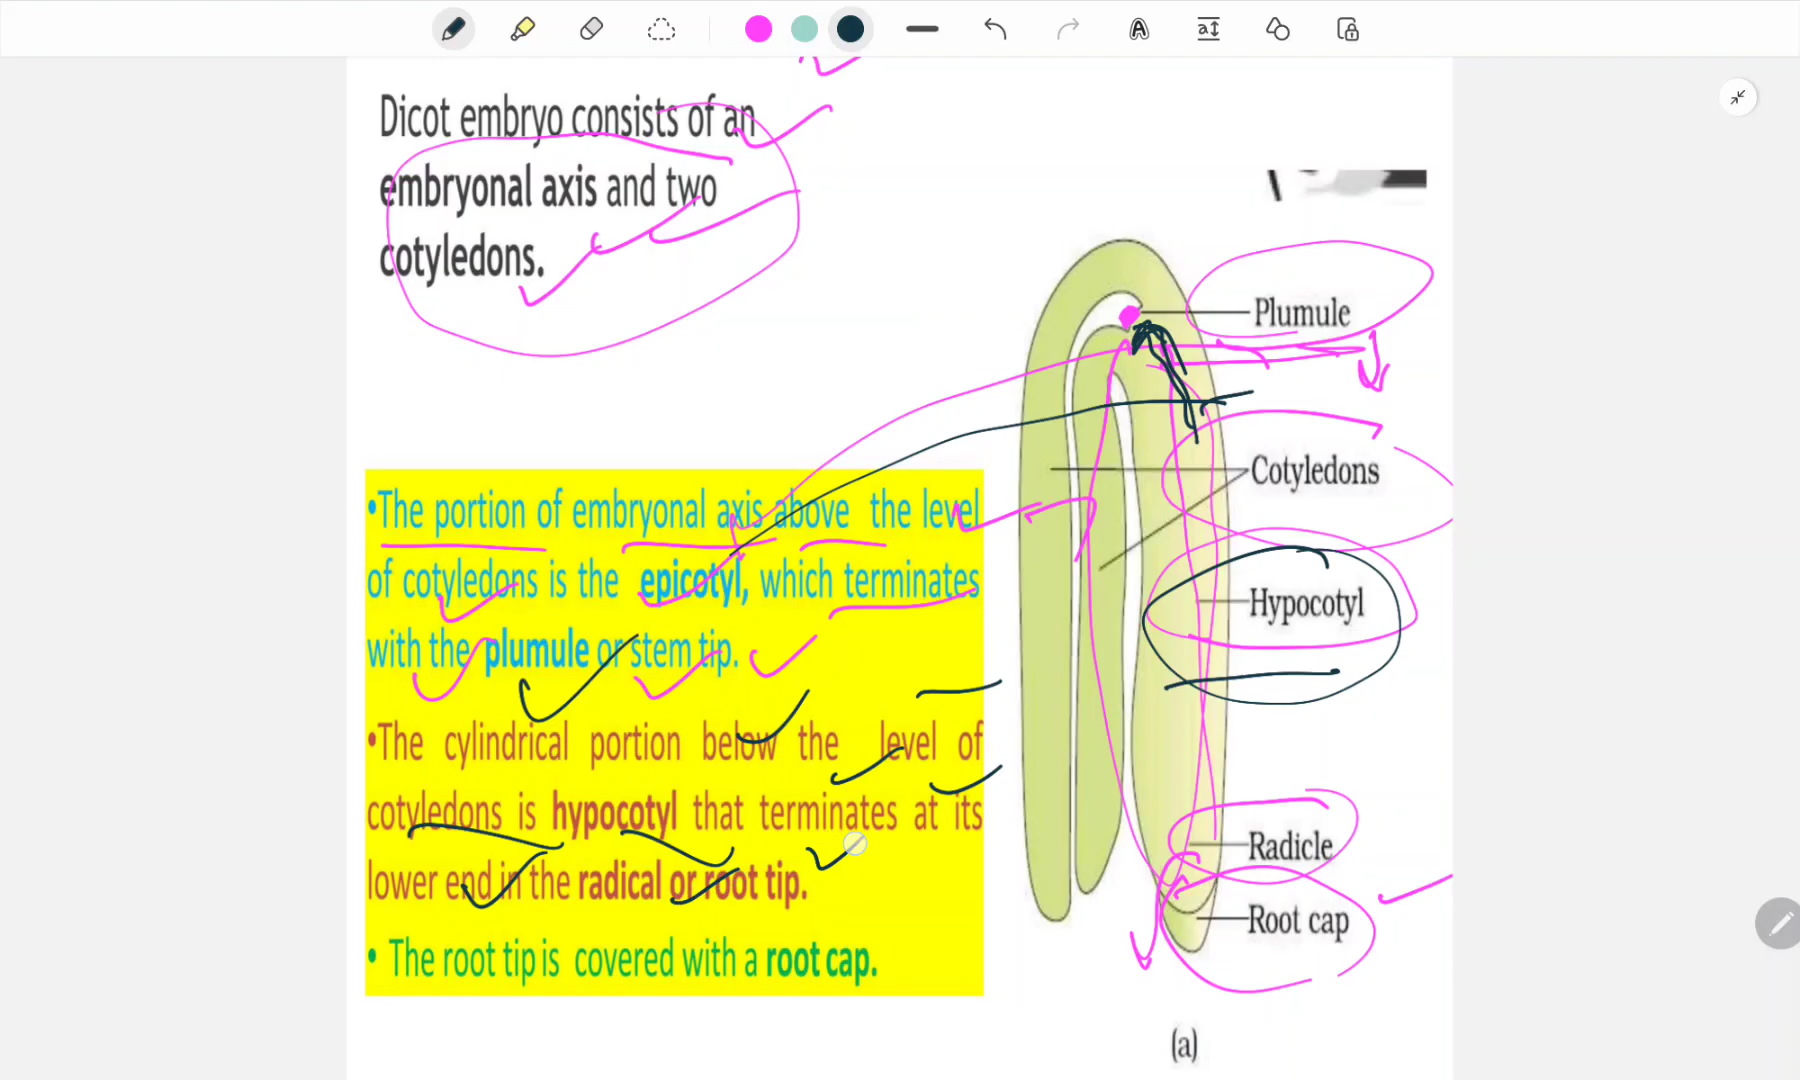 Dicot embryo consists of an
embryonal axis and two
cotyledons.
•The portion of embryonal axis above the level
of cotyledons is the epicotyl, which terminates
with the plumule or stem tip.
•The cylindrical portion below the level of
cotyledons is hypocotyl that terminates at its
lower end in the radical or root tip.
• The root tip is covered with a root cap.
Plumule
Cotyledons
Hypocotyl
Radicle
Root cap
(a)